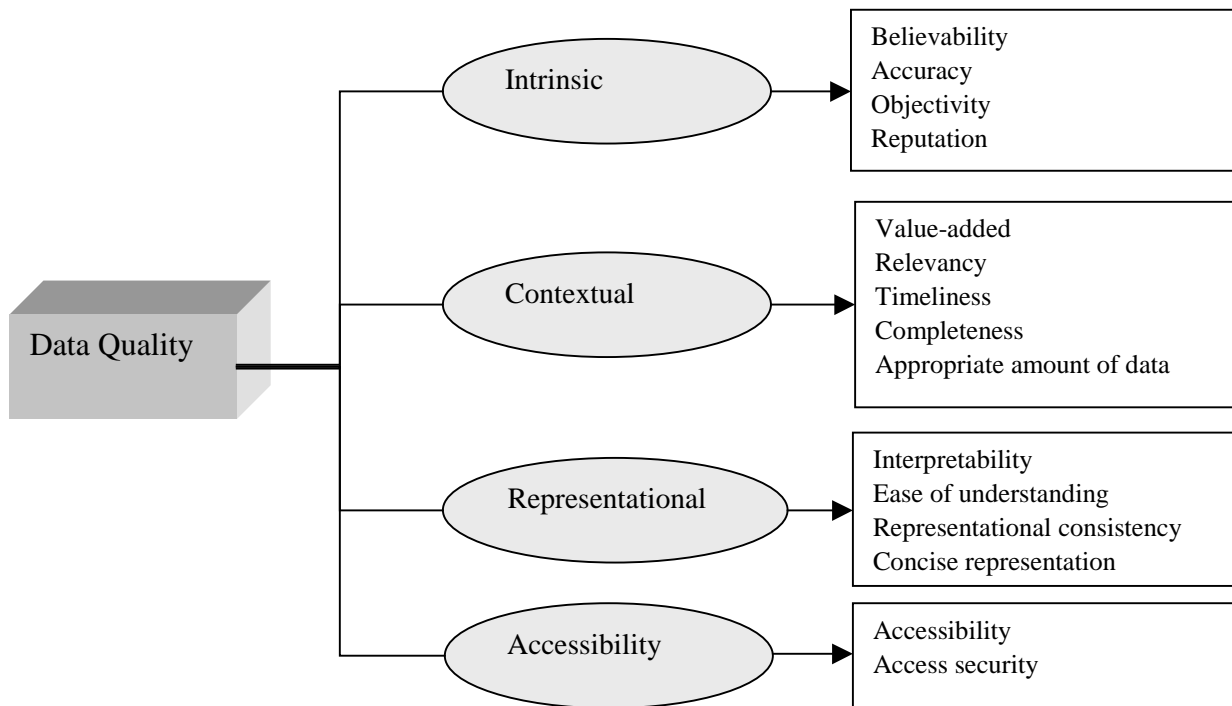 Data Quality
Intrinsic
Believability
Accuracy
Objectivity
Reputation
Contextual
Value-added
Relevancy
Timeliness
Completeness
Appropriate amount of data
Representational
Interpretability
Ease of understanding
Representational consistency
Concise representation
Accessibility
Accessibility
Access security